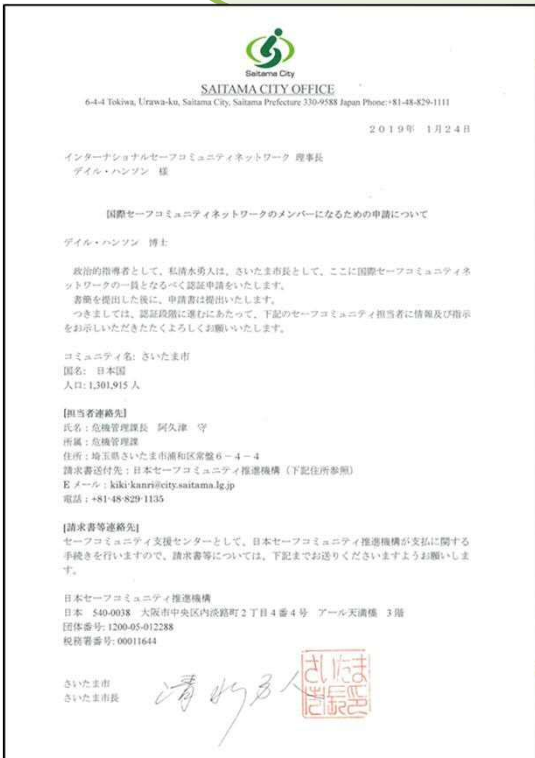 Saitama City
SAITAMA CITY OFFICE
6-4-4 Tokiwa, Urawa-ku, Saitama City, Saitama Prefecture 330-9588 Japan Phone:+81-48-829-1111
2019年 1月24日
インターナショナルセーフコミュニティネットワーク 理事長
デイル・ハンソン 様
国際セーフコミュニティネットワークのメンバーになるための申請について
デイル・ハンソン 博士
政治的指導者として、私清水勇人は、さいたま市長として、ここに国際セーフコミュニティネ
ットワークの一員となるべく認証申請をいたします。
書簡を提出した後に、申請書は提出いたします。
つきましては、認証段階に進むにあたって、下記のセーフコミュニティ担当者に情報及び指示
をお示しいただきたたくよろしくお願いいたします。
コミュニティ名: さいたま市
国名: 日本国
人口: 1,301,915 人
[担当者連絡先]
氏名:危機管理課長 阿久津 守
所属:危機管理課
住所:埼玉県さいたま市浦和区常盤6-4-4
請求書送付先:日本セーフコミュニティ推進機構(下記住所参照)
E メール:kiki-kanri@city.saitama.lg.jp
電話:+81-48-829-1135
[請求書等連絡先]
セーフコミュニティ支援センターとして、日本セーフコミュニティ推進機構が支払に関する
手続きを行いますので、請求書等については、下記までお送りくださいますようお願いしま
す。
日本セーフコミュニティ推進機構
日本 540-0038 大阪市中央区内淡路町2丁目4番4号 アール天満橋 3階
団体番号: 1200-05-012288
税務署番号: 00011644
さいたま市
さいたま市長
清水勇人
さいたま
市長印